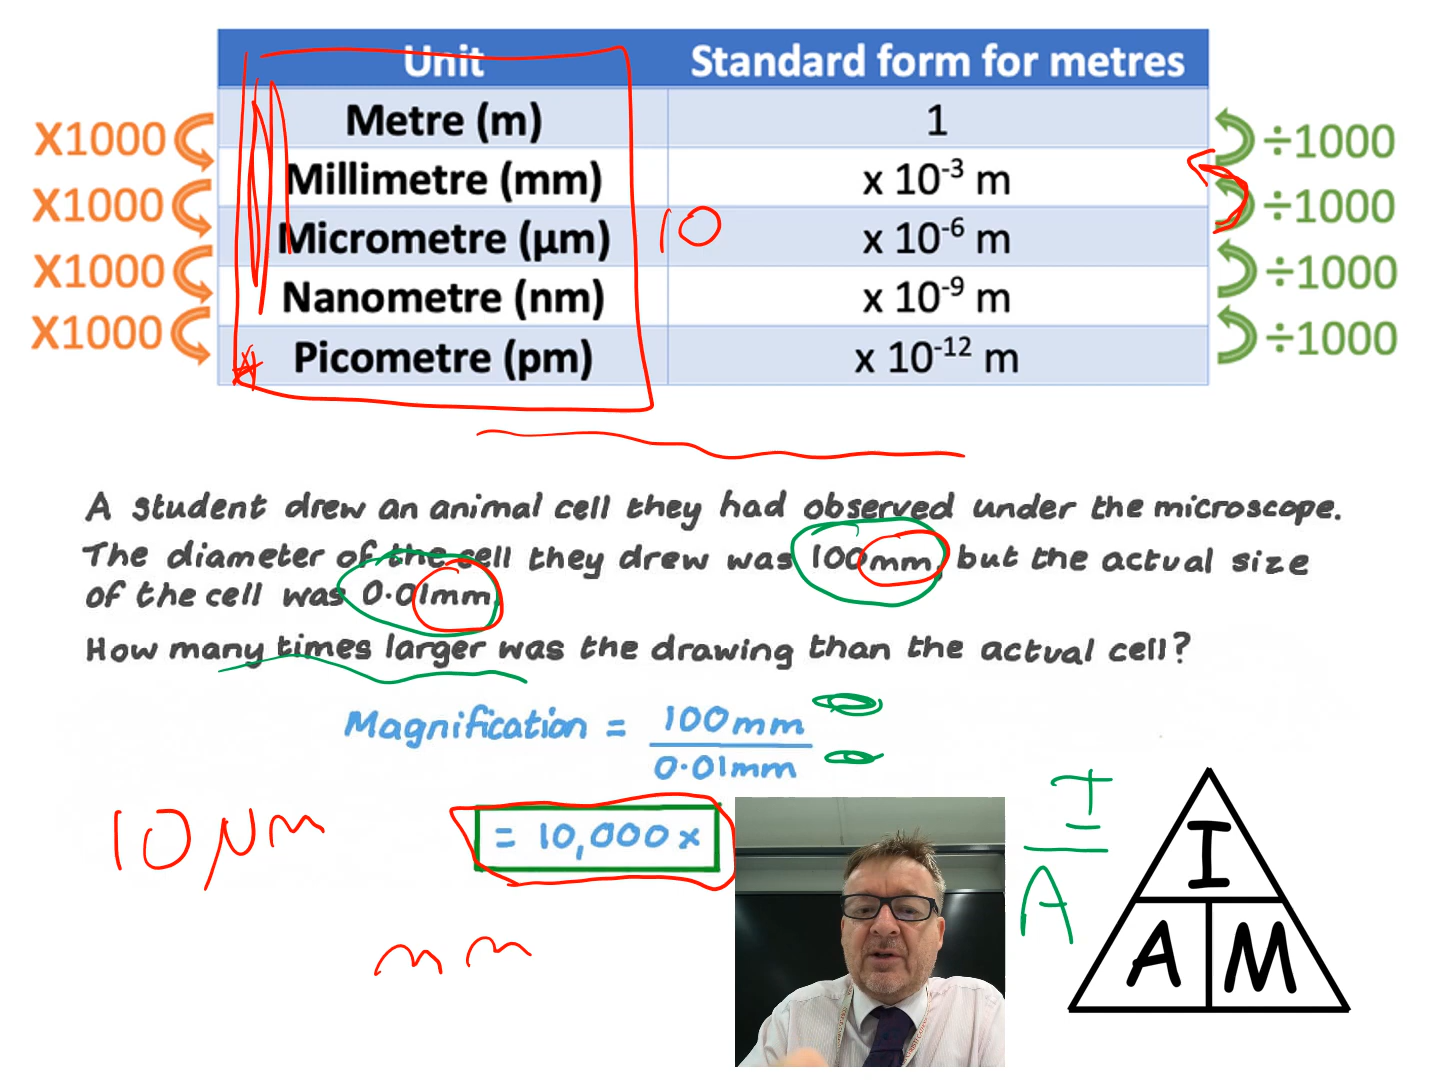 Unit Standard form for metres
Metre (m) 1
X1000 ÷1000
Millimetre (mm) x 10⁻³ m
X1000 ÷1000
Micrometre (µm) 10 x 10⁻⁶ m
X1000 ÷1000
Nanometre (nm) x 10⁻⁹ m
X1000 ÷1000
Picometre (pm) x 10⁻¹² m
A student drew an animal cell they had observed under the microscope.
The diameter of the cell they drew was 100mm, but the actual size
of the cell was 0.01mm.
How many times larger was the drawing than the actual cell?
Magnification = 100mm
0.01mm
= 10,000x
10 µm
mm
I
A
I
A M